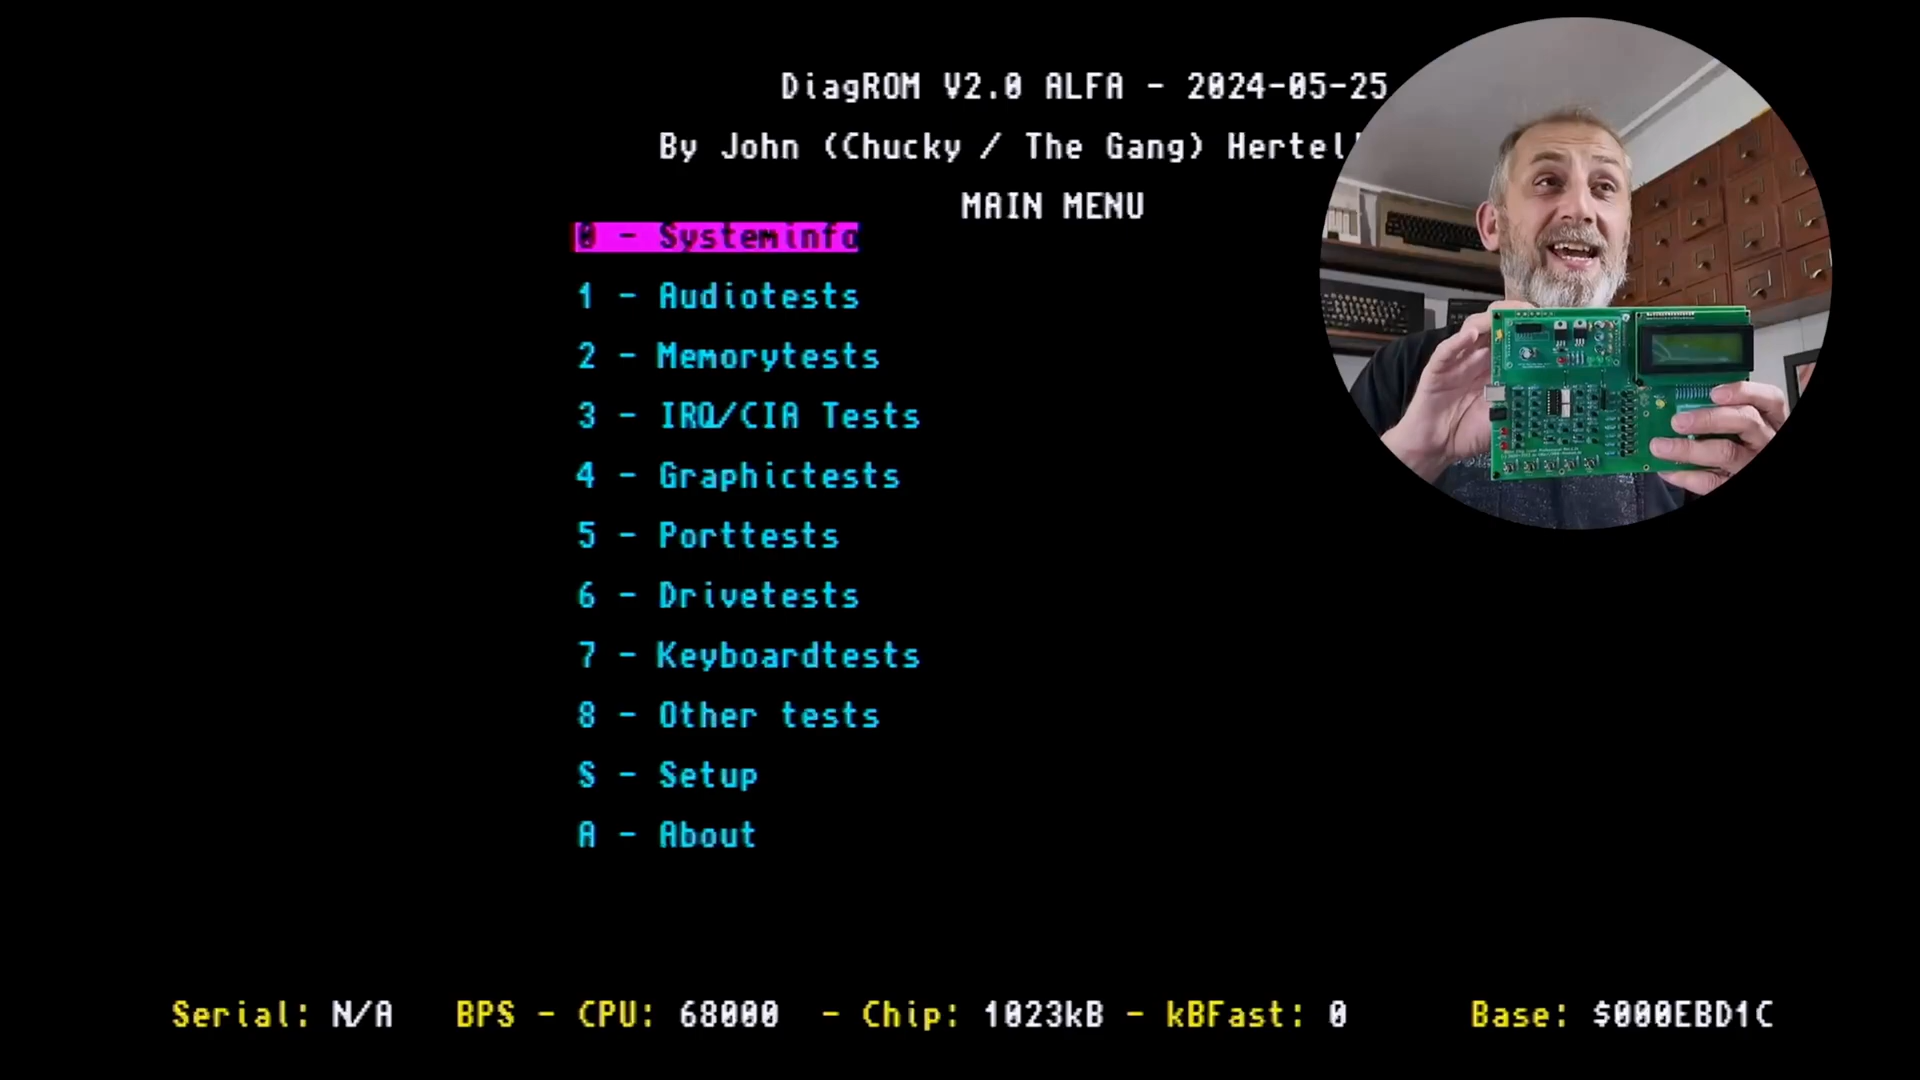 DiagROM V2.0 ALFA - 2024-05-25
By John (Chucky / The Gang) Hertel
MAIN MENU
0 - Systeminfo
1 - Audiotests
2 - Memorytests
3 - IRQ/CIA Tests
4 - Graphictests
5 - Porttests
6 - Drivetests
7 - Keyboardtests
8 - Other tests
S - Setup
A - About
Serial: N/A BPS - CPU: 68000 - Chip: 1023kB - kBFast: 0 Base: $000EBD1C